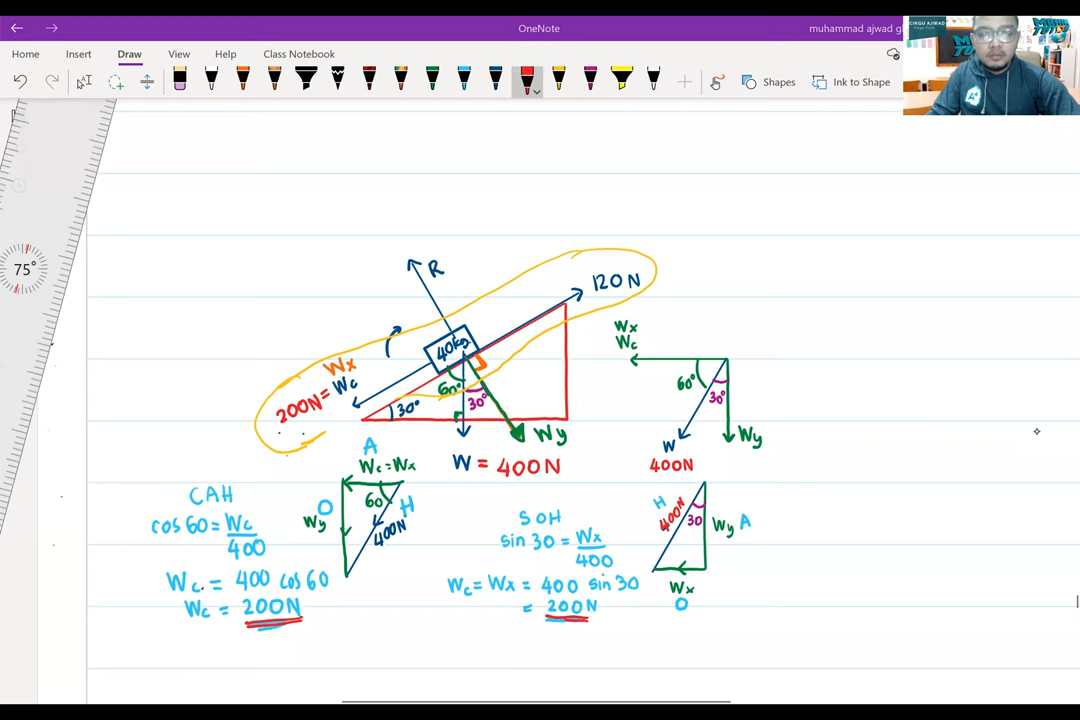 OneNote
muhammad ajwad g
Home Insert Draw View Help Class Notebook
Shapes
Ink to Shape
CIKGU AJWAD
75°
R
120N
40kg
Wx
200N = Wc
30°
60°
30°
Wy
W = 400N
Wx
Wc
60°
30°
W
400N
Wy
CAH
cos 60 = Wc
400
Wc = 400 cos 60
Wc = 200N
A
Wc = Wx
60
O
Wy
H
400N
SOH
sin 30 = Wx
400
Wc = Wx = 400 sin 30
= 200N
H
400N
30
Wy A
Wx
O